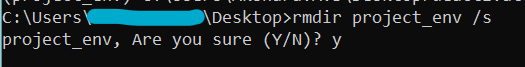 C:\Users\ \Desktop>rmdir project_env /s
project_env, Are you sure (Y/N)? y